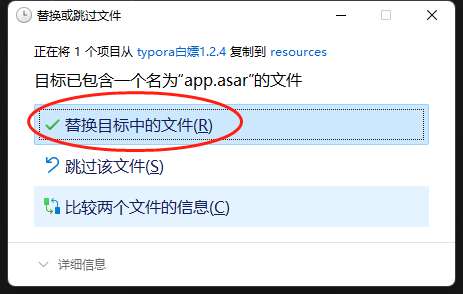 替换或跳过文件
正在将 1 个项目从 typora白嫖1.2.4 复制到 resources
目标已包含一个名为“app.asar”的文件
替换目标中的文件(R)
跳过该文件(S)
比较两个文件的信息(C)
详细信息